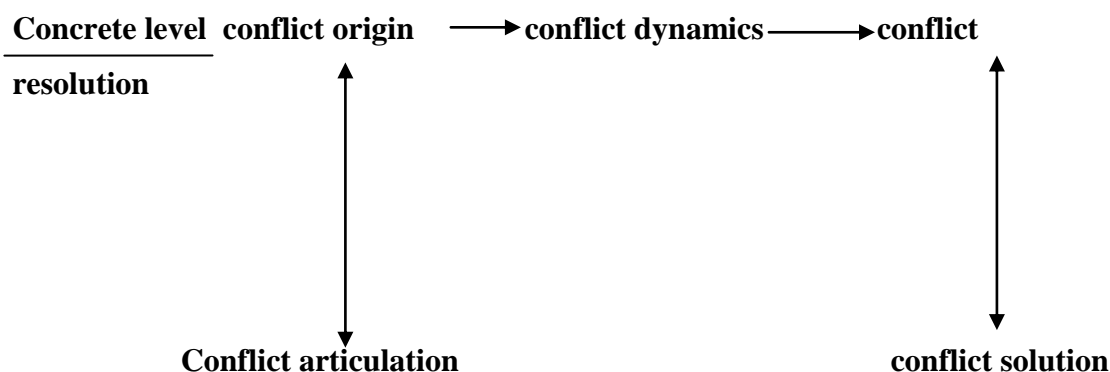 Concrete level conflict origin conflict dynamics conflict
resolution
Conflict articulation conflict solution